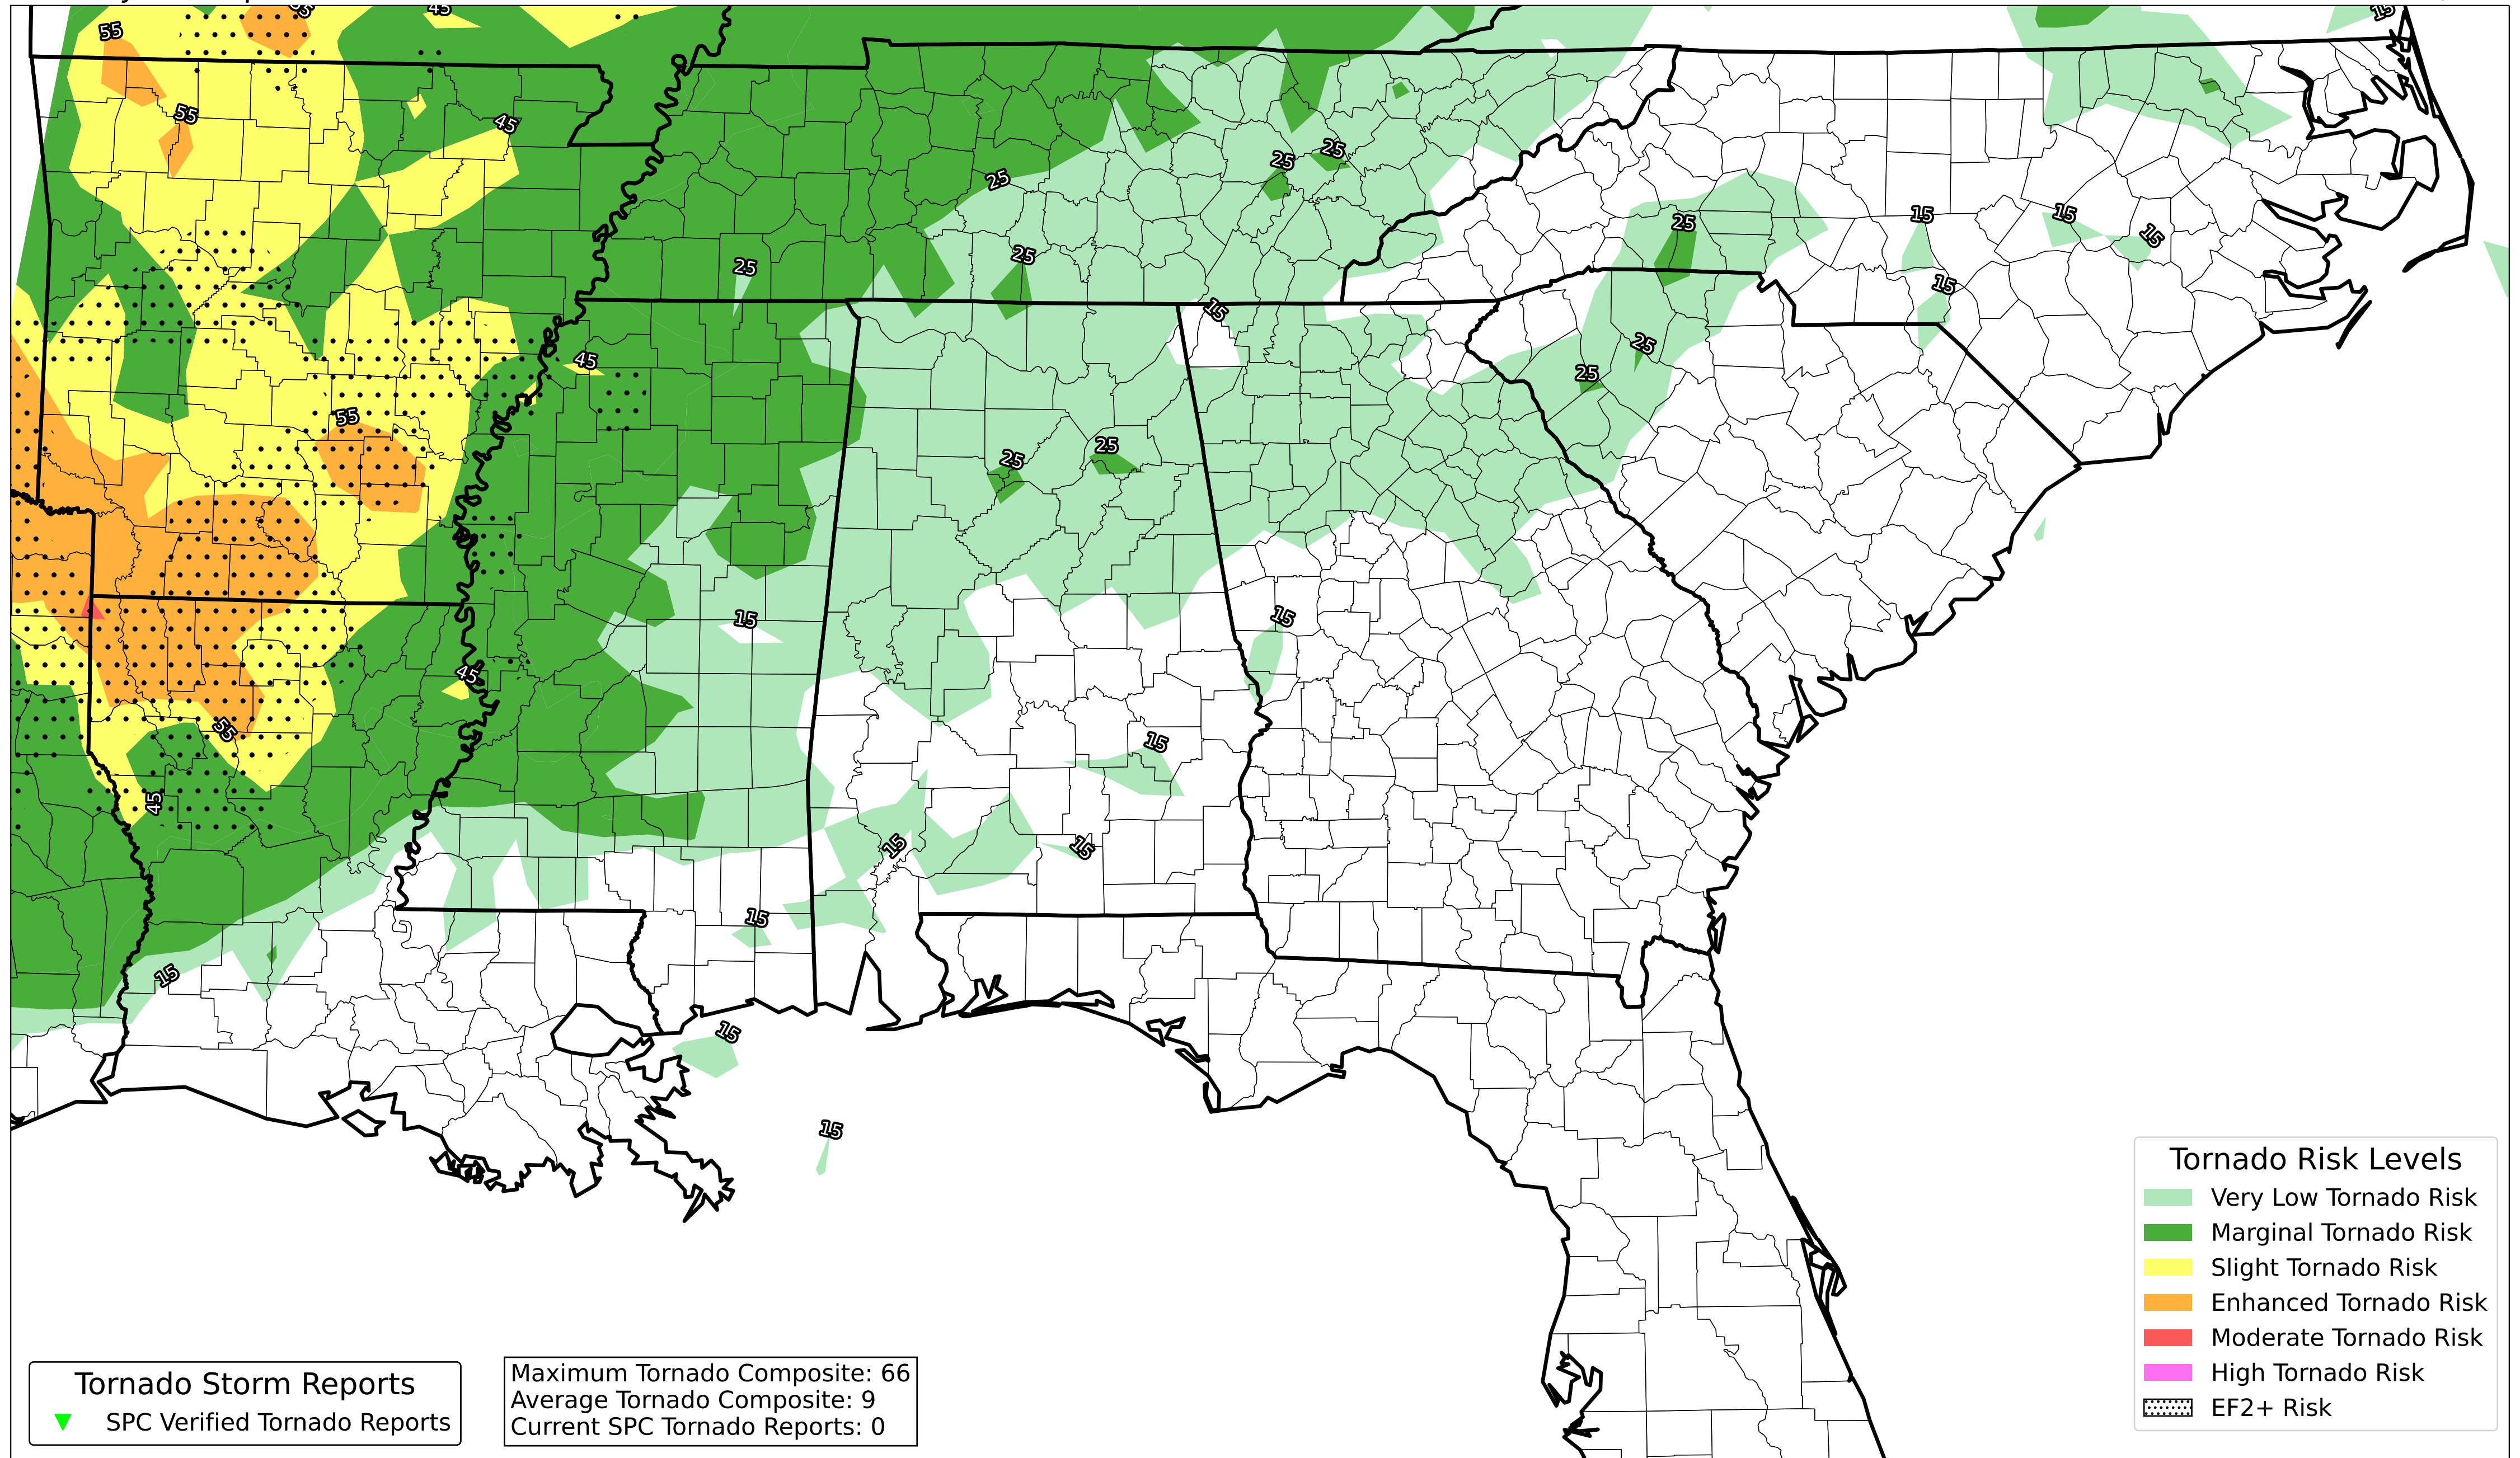 55
45
15
55
45
25
25
25
15
15
15
25
15
25
25
15
15
45
25
25
55
25
25
15
15
45
55
15
45
15
15
15
15
15
15
Tornado Risk Levels
Very Low Tornado Risk
Marginal Tornado Risk
Slight Tornado Risk
Enhanced Tornado Risk
Moderate Tornado Risk
High Tornado Risk
EF2+ Risk
Tornado Storm Reports
SPC Verified Tornado Reports
Maximum Tornado Composite: 66
Average Tornado Composite: 9
Current SPC Tornado Reports: 0